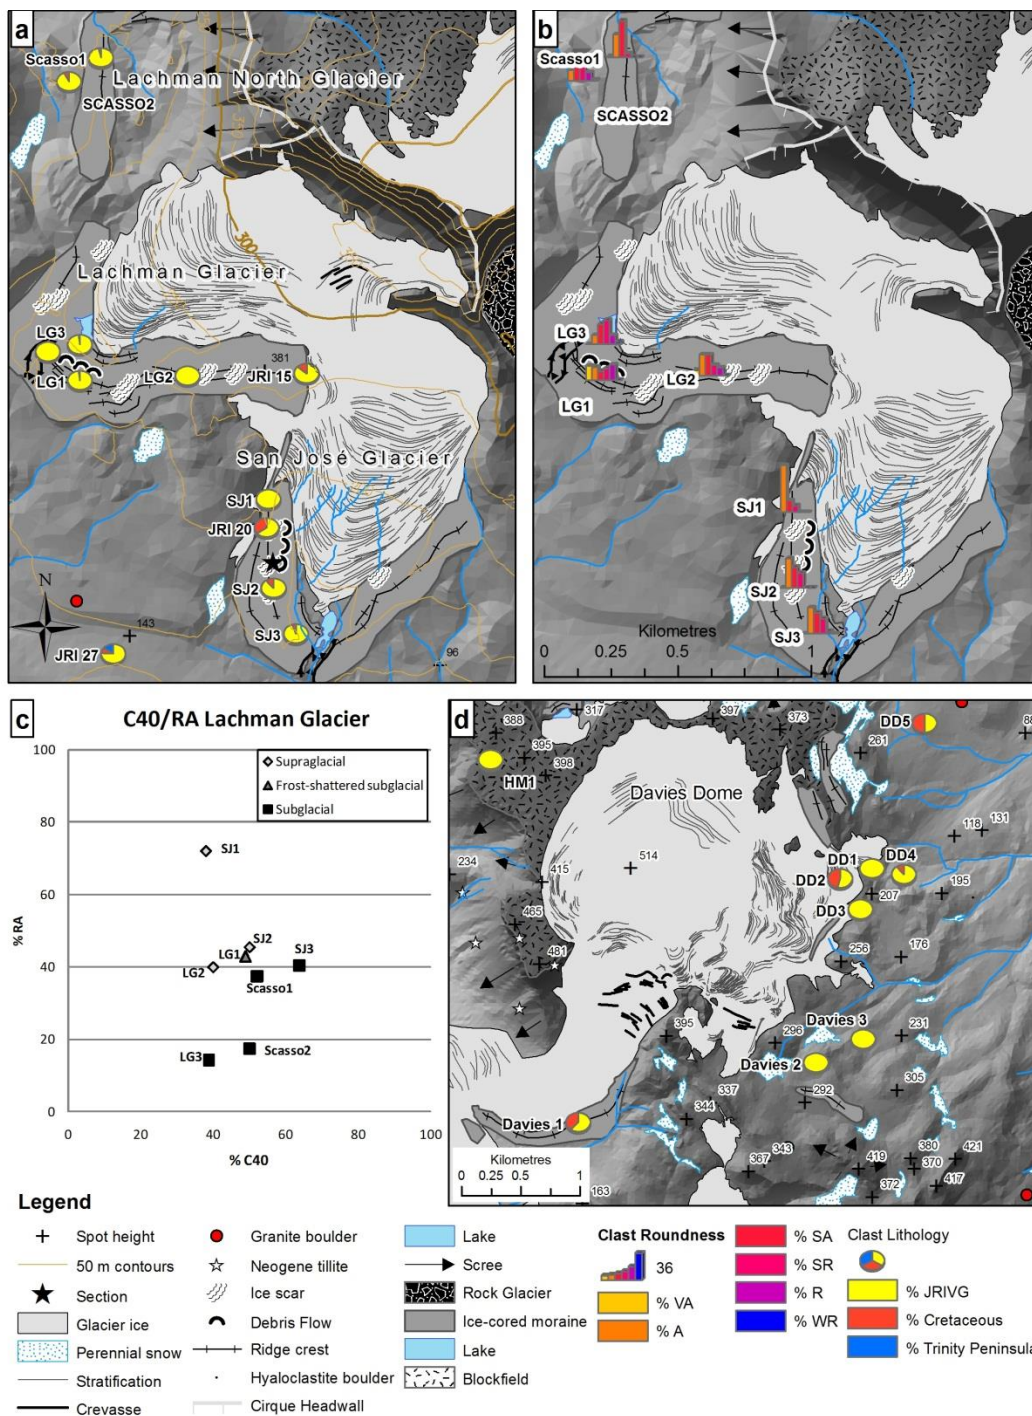 a
Scasso1
Lachman North Glacier
SCASSO2
300
Lachman Glacier
LG3
LG1
LG2
381
JRI 15
San José Glacier
SJ1
JRI 20
SJ2
SJ3
N
143
JRI 27
96
b
Scasso1
SCASSO2
LG3
LG1
LG2
SJ1
SJ2
SJ3
Kilometres
0 0.25 0.5 1
c
C40/RA Lachman Glacier
100
80
60
40
20
0
% RA
Supraglacial
Frost-shattered subglacial
Subglacial
SJ1
SJ2
LG1
SJ3
LG2
Scasso1
LG3
Scasso2
0 20 40 60 80 100
% C40
d
388
317
397
373
DD5
261
395
398
HM1
Davies Dome
118
131
234
415
514
DD1
DD4
DD2
207
195
DD3
465
481
256
176
395
296
Davies 3
231
Davies 2
337
292
305
344
Davies 1
343
367
419
380
370
421
417
372
163
Kilometres
0 0.25 0.5 1
Legend
Spot height
50 m contours
Section
Glacier ice
Perennial snow
Stratification
Crevasse
Granite boulder
Neogene tillite
Ice scar
Debris Flow
Ridge crest
Hyaloclastite boulder
Cirque Headwall
Lake
Scree
Rock Glacier
Ice-cored moraine
Lake
Blockfield
Clast Roundness
36
% VA
% A
% SA
% SR
% R
% WR
Clast Lithology
% JRIVG
% Cretaceous
% Trinity Peninsula